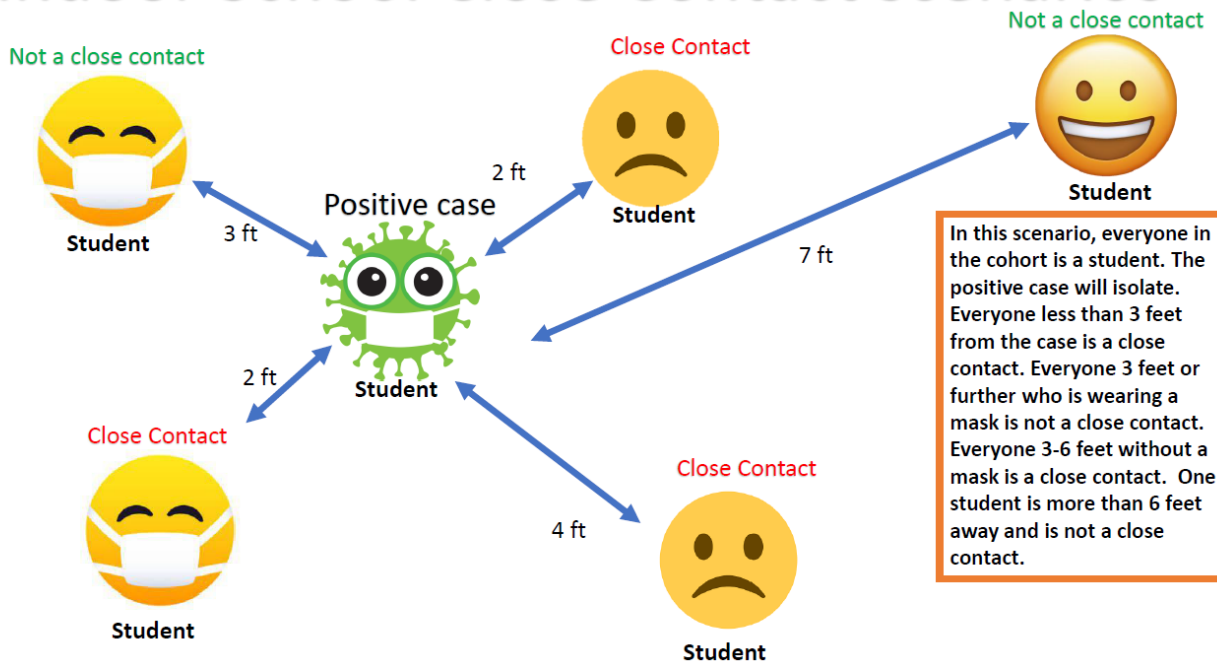 Not a close contact
Close Contact
Not a close contact
Student
2 ft
Student
Student
Positive case
3 ft
7 ft
In this scenario, everyone in
the cohort is a student. The
positive case will isolate.
Everyone less than 3 feet
from the case is a close
contact. Everyone 3 feet or
further who is wearing a
mask is not a close contact.
Everyone 3-6 feet without a
mask is a close contact.  One
student is more than 6 feet
away and is not a close
contact.
Student
2 ft
Close Contact
Close Contact
4 ft
Student
Student